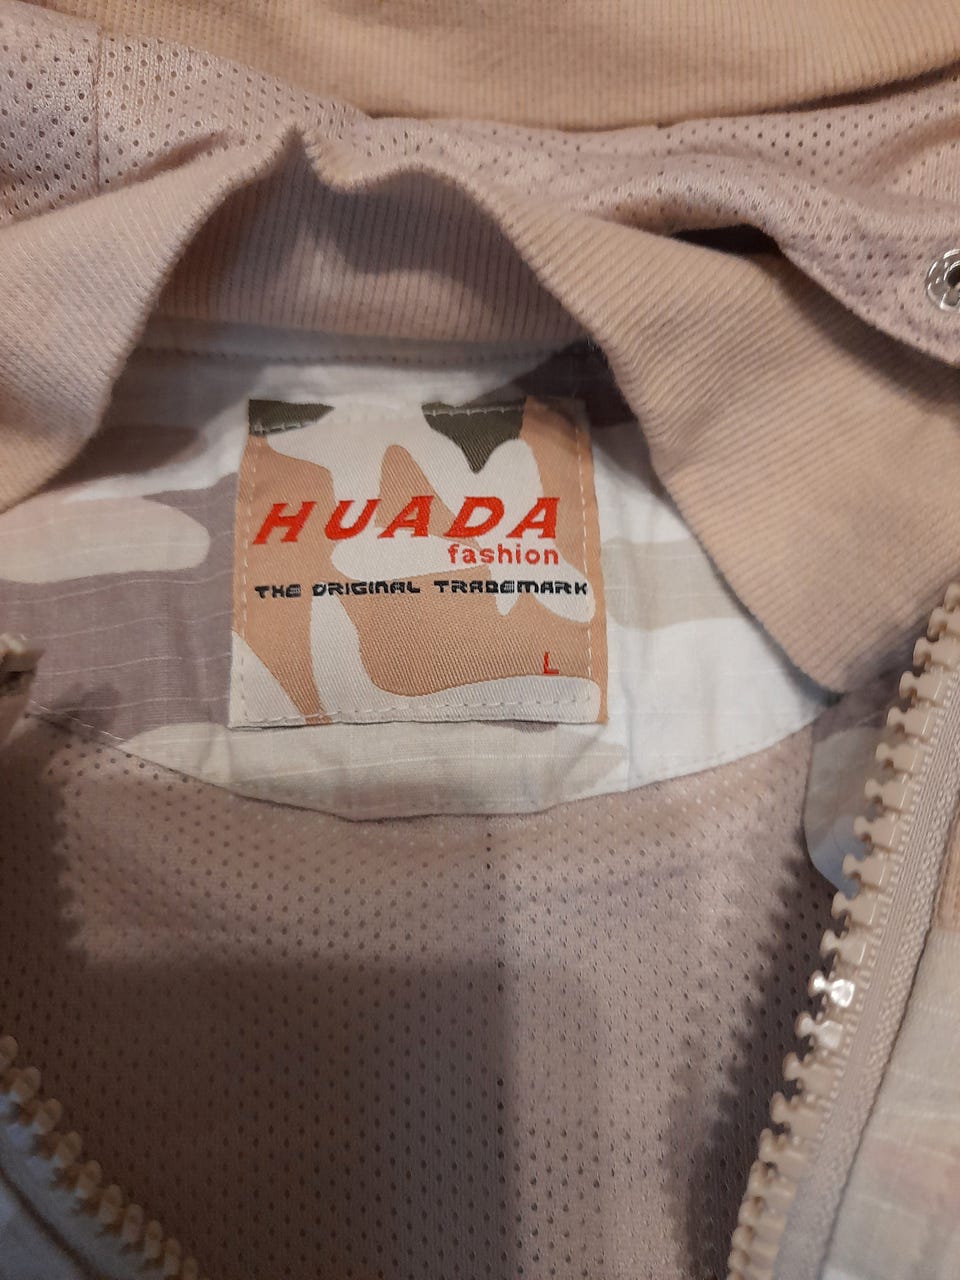 HUADA
fashion
THE ORIGINAL TRADEMARK
L